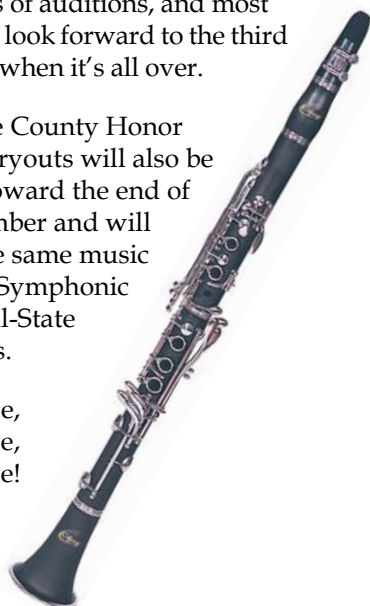 of auditions, and most
look forward to the third
when it's all over.
County Honor
ryouts will also be
oward the end of
mber and will
same music
Symphonic
l-State
s.
e,
e,
e!